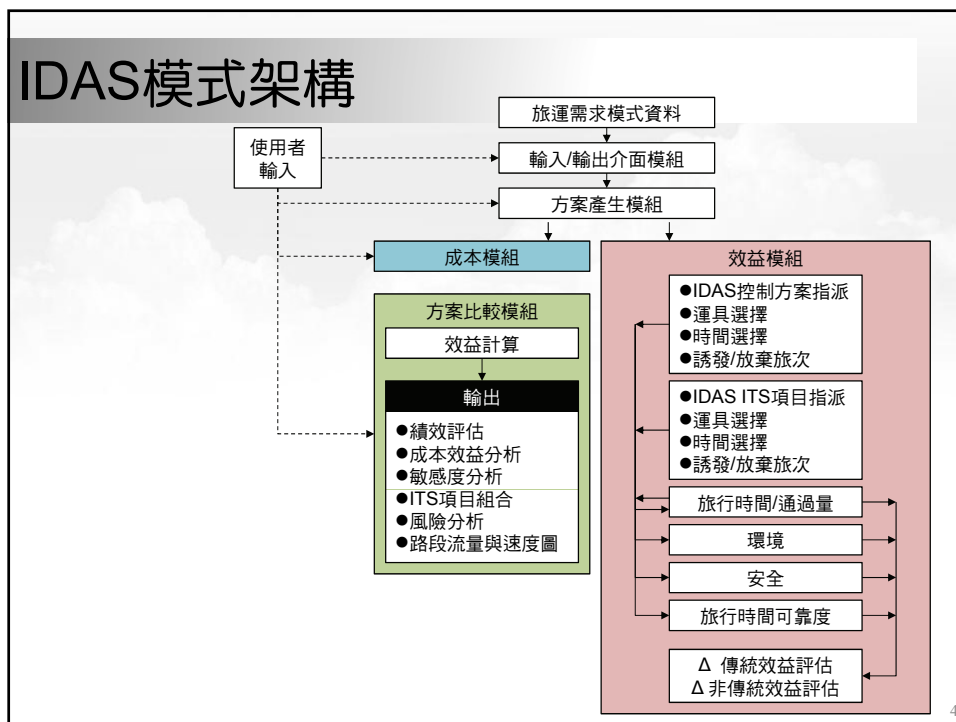 IDAS模式架構
旅運需求模式資料
使用者
輸入
輸入/輸出介面模組
方案產生模組
成本模組
方案比較模組
效益計算
輸出
●績效評估
●成本效益分析
●敏感度分析
●ITS項目組合
●風險分析
●路段流量與速度圖
效益模組
●IDAS控制方案指派
●運具選擇
●時間選擇
●誘發/放棄旅次
●IDAS ITS項目指派
●運具選擇
●時間選擇
●誘發/放棄旅次
旅行時間/通過量
環境
安全
旅行時間可靠度
Δ 傳統效益評估
Δ 非傳統效益評估
4